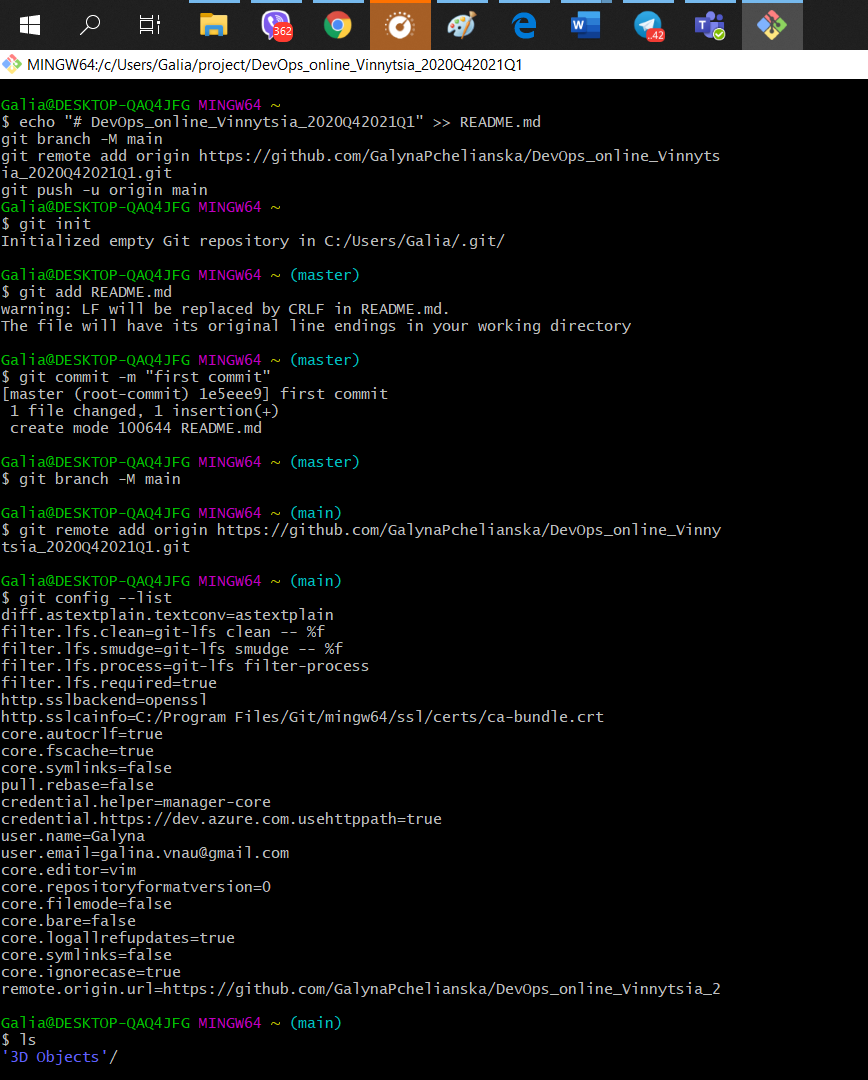 362
..42
T
W
MINGW64:/c/Users/Galia/project/DevOps_online_Vinnytsia_2020Q42021Q1
Galia@DESKTOP-QAQ4JFG MINGW64 ~
$ echo "# DevOps_online_Vinnytsia_2020Q42021Q1" >> README.md
git branch -M main
git remote add origin https://github.com/GalynaPchelianska/DevOps_online_Vinnyts
ia_2020Q42021Q1.git
git push -u origin main
Galia@DESKTOP-QAQ4JFG MINGW64 ~
$ git init
Initialized empty Git repository in C:/Users/Galia/.git/
Galia@DESKTOP-QAQ4JFG MINGW64 ~ (master)
$ git add README.md
warning: LF will be replaced by CRLF in README.md.
The file will have its original line endings in your working directory
Galia@DESKTOP-QAQ4JFG MINGW64 ~ (master)
$ git commit -m "first commit"
[master (root-commit) 1e5eee9] first commit
 1 file changed, 1 insertion(+)
 create mode 100644 README.md
Galia@DESKTOP-QAQ4JFG MINGW64 ~ (master)
$ git branch -M main
Galia@DESKTOP-QAQ4JFG MINGW64 ~ (main)
$ git remote add origin https://github.com/GalynaPchelianska/DevOps_online_Vinny
tsia_2020Q42021Q1.git
Galia@DESKTOP-QAQ4JFG MINGW64 ~ (main)
$ git config --list
diff.astextplain.textconv=astextplain
filter.lfs.clean=git-lfs clean -- %f
filter.lfs.smudge=git-lfs smudge -- %f
filter.lfs.process=git-lfs filter-process
filter.lfs.required=true
http.sslbackend=openssl
http.sslcainfo=C:/Program Files/Git/mingw64/ssl/certs/ca-bundle.crt
core.autocrlf=true
core.fscache=true
core.symlinks=false
pull.rebase=false
credential.helper=manager-core
credential.https://dev.azure.com.usehttppath=true
user.name=Galyna
user.email=galina.vnau@gmail.com
core.editor=vim
core.repositoryformatversion=0
core.filemode=false
core.bare=false
core.logallrefupdates=true
core.symlinks=false
core.ignorecase=true
remote.origin.url=https://github.com/GalynaPchelianska/DevOps_online_Vinnytsia_2
Galia@DESKTOP-QAQ4JFG MINGW64 ~ (main)
$ ls
'3D Objects'/